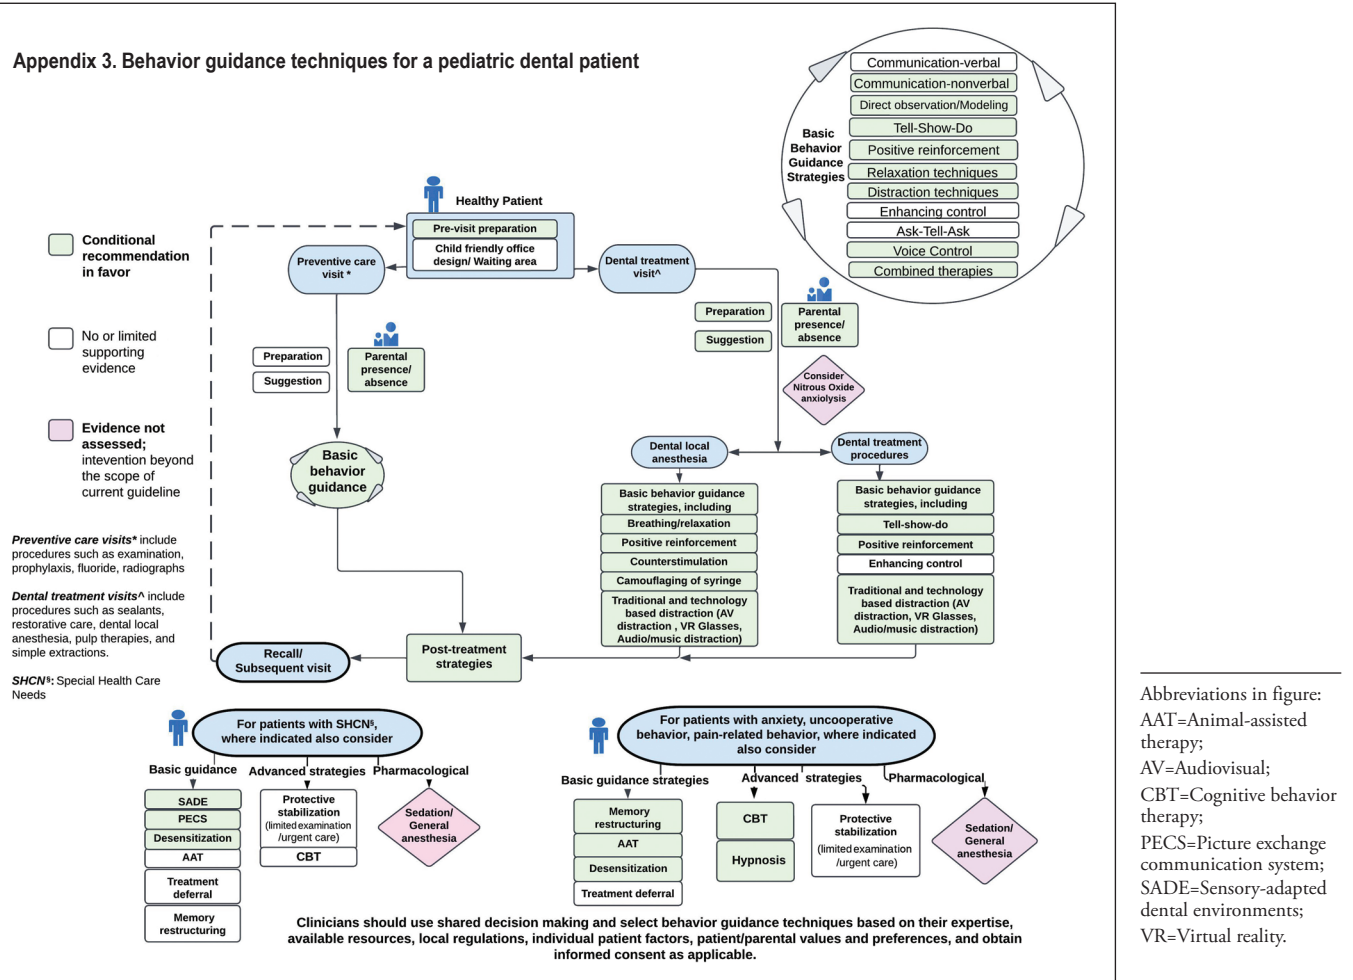 Appendix 3. Behavior guidance techniques for a pediatric dental patient
Basic
Behavior
Guidance
Strategies
Communication-verbal
Communication-nonverbal
Direct observation/Modeling
Tell-Show-Do
Positive reinforcement
Relaxation techniques
Distraction techniques
Enhancing control
Ask-Tell-Ask
Voice Control
Combined therapies
Healthy Patient
Pre-visit preparation
Child friendly office
design/ Waiting area
Preventive care
visit *
Dental treatment
visit^
Conditional
recommendation
in favor
No or limited
supporting
evidence
Evidence not
assessed;
intevention beyond
the scope of
current guideline
Preparation
Suggestion
Parental
presence/
absence
Preparation
Suggestion
Parental
presence/
absence
Consider
Nitrous Oxide
anxiolysis
Basic
behavior
guidance
Dental local
anesthesia
Dental treatment
procedures
Basic behavior guidance
strategies, including
Breathing/relaxation
Positive reinforcement
Counterstimulation
Camouflaging of syringe
Traditional and technology
based distraction (AV
distraction , VR Glasses,
Audio/music distraction)
Basic behavior guidance
strategies, including
Tell-show-do
Positive reinforcement
Enhancing control
Traditional and technology
based distraction (AV
distraction, VR Glasses,
Audio/music distraction)
Preventive care visits* include
procedures such as examination,
prophylaxis, fluoride, radiographs
Dental treatment visits^ include
procedures such as sealants,
restorative care, dental local
anesthesia, pulp therapies, and
simple extractions.
SHCN§: Special Health Care
Needs
Recall/
Subsequent visit
Post-treatment
strategies
For patients with SHCN§,
where indicated also consider
Basic guidance
Advanced strategies
Pharmacological
SADE
PECS
Desensitization
AAT
Treatment
deferral
Memory
restructuring
Protective
stabilization
(limited examination
/urgent care)
CBT
Sedation/
General
anesthesia
For patients with anxiety, uncooperative
behavior, pain-related behavior, where indicated
also consider
Basic guidance strategies
Advanced strategies
Pharmacological
Memory
restructuring
AAT
Desensitization
Treatment deferral
CBT
Hypnosis
Protective
stabilization
(limited examination
/urgent care)
Sedation/
General
anesthesia
Clinicians should use shared decision making and select behavior guidance techniques based on their expertise,
available resources, local regulations, individual patient factors, patient/parental values and preferences, and obtain
informed consent as applicable.
Abbreviations in figure:
AAT=Animal-assisted
therapy;
AV=Audiovisual;
CBT=Cognitive behavior
therapy;
PECS=Picture exchange
communication system;
SADE=Sensory-adapted
dental environments;
VR=Virtual reality.